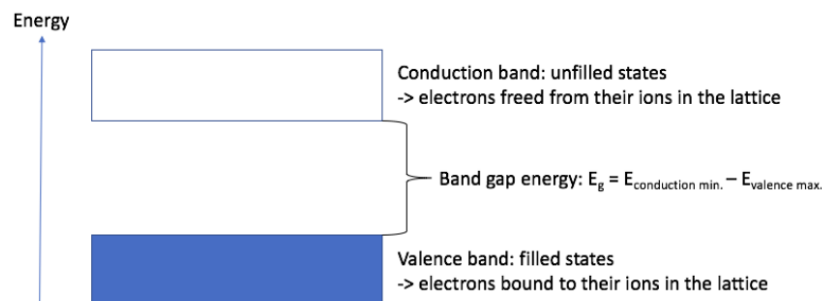 Energy
Conduction band: unfilled states
-> electrons freed from their ions in the lattice
Band gap energy: Eg = Econduction min. – Evalence max.
Valence band: filled states
-> electrons bound to their ions in the lattice